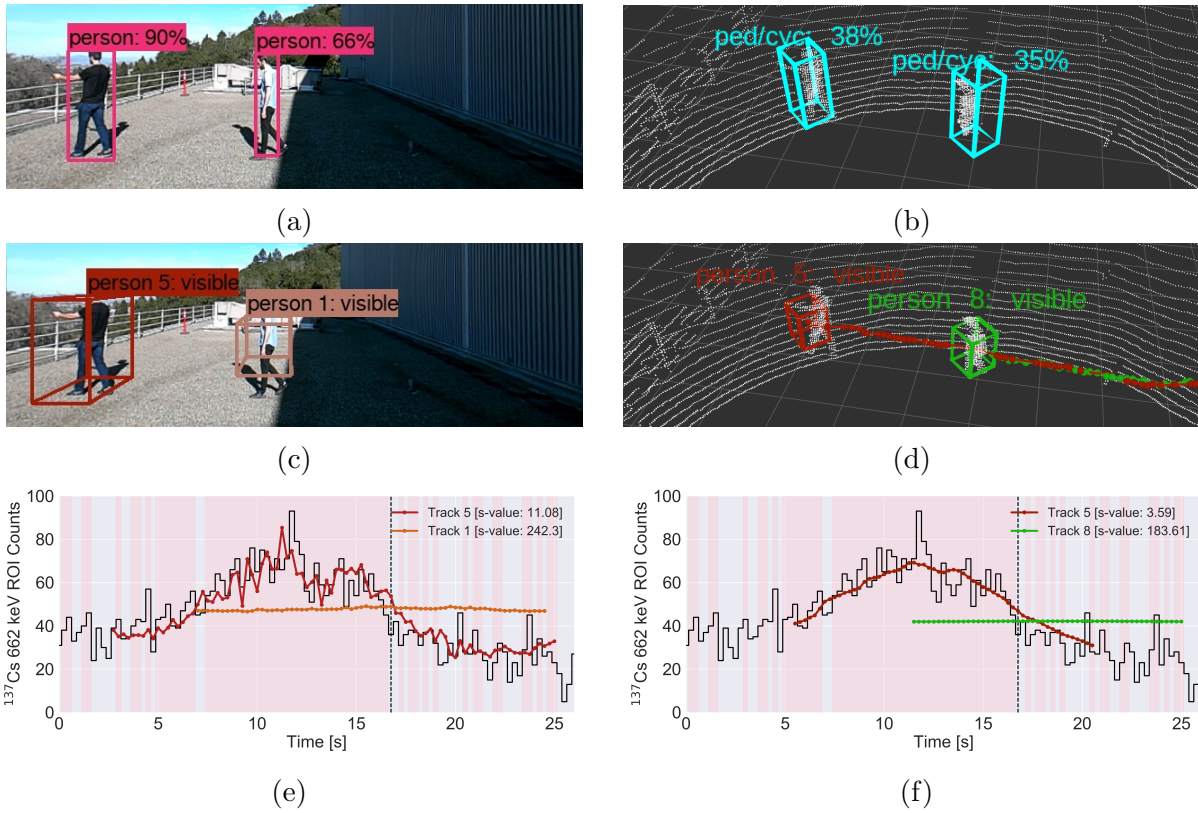 person: 90%
person: 66%
ped/cyc: 38%
ped/cyc: 35%
(a)
(b)
person 5: visible
person 1: visible
person 5: visible
person 8: visible
(c)
(d)
100
80
60
40
20
0
0
5
10
15
20
25
Time [s]
137Cs 662 keV ROI Counts
Track 5 [s-value: 11.08]
Track 1 [s-value: 242.3]
100
80
60
40
20
0
0
5
10
15
20
25
Time [s]
137Cs 662 keV ROI Counts
Track 5 [s-value: 3.59]
Track 8 [s-value: 183.61]
(e)
(f)